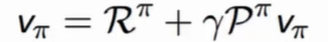 v_π = ℛ^π + γ𝒫^π v_π